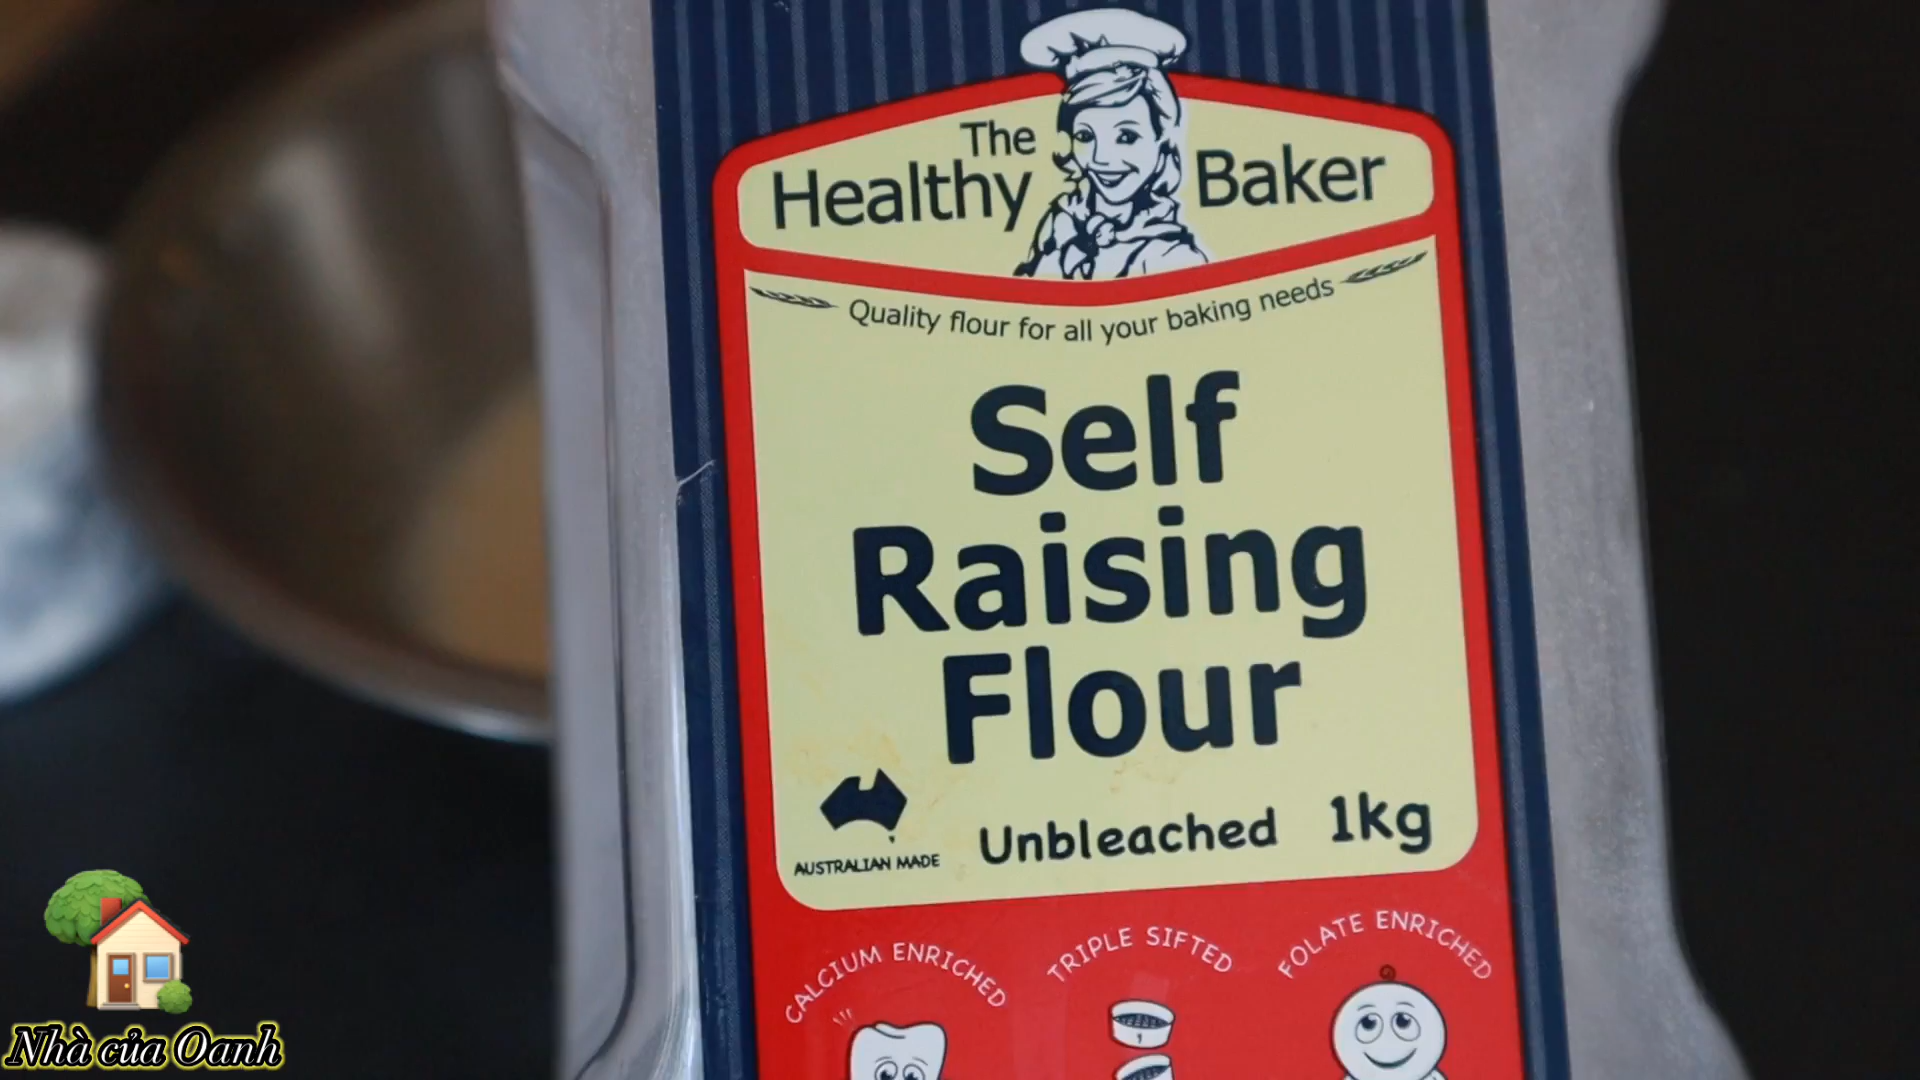 The
Healthy Baker
Quality flour for all your baking needs
Self
Raising
Flour
AUSTRALIAN MADE
Unbleached 1kg
CALCIUM ENRICHED
TRIPLE SIFTED
FOLATE ENRICHED
1
Nhà của Oanh